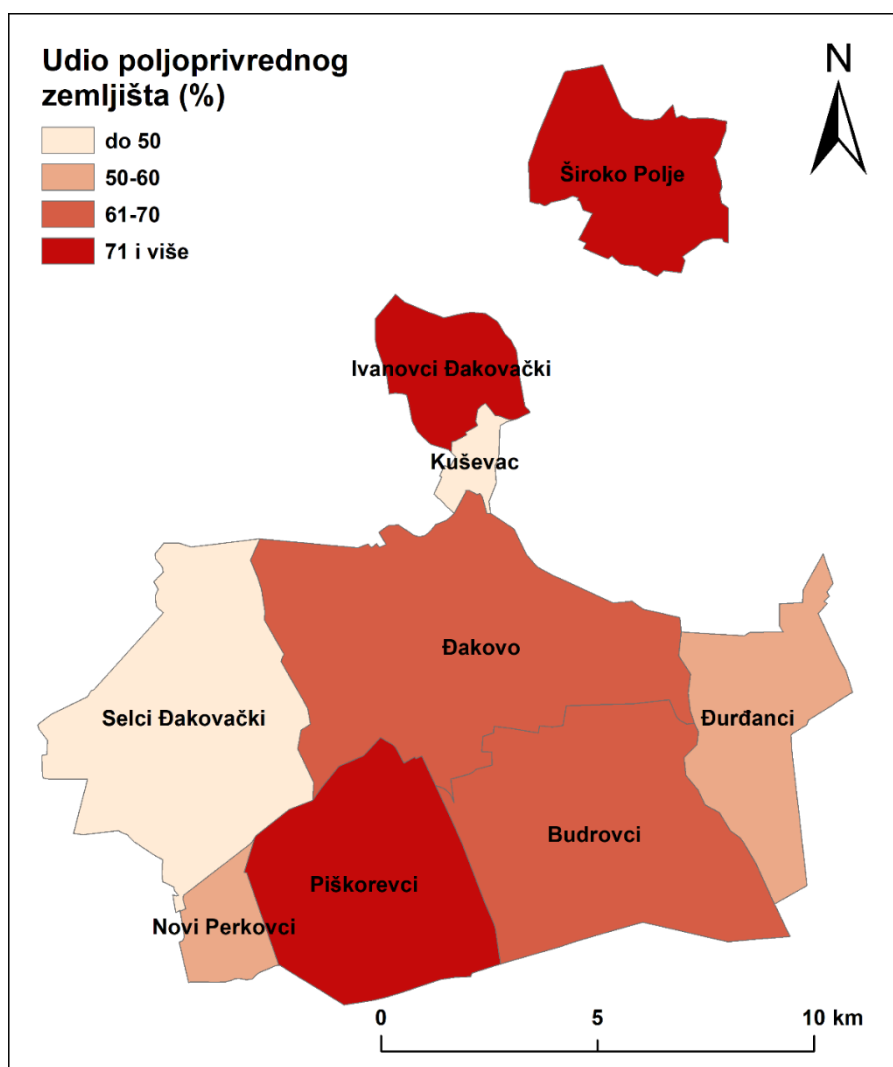 Udio poljoprivrednog
zemljišta (%)
do 50
50-60
61-70
71 i više
N
Široko Polje
Ivanovci Đakovački
Kuševac
Đakovo
Selci Đakovački
Đurđanci
Budrovci
Piškorevci
Novi Perkovci
0 5 10 km